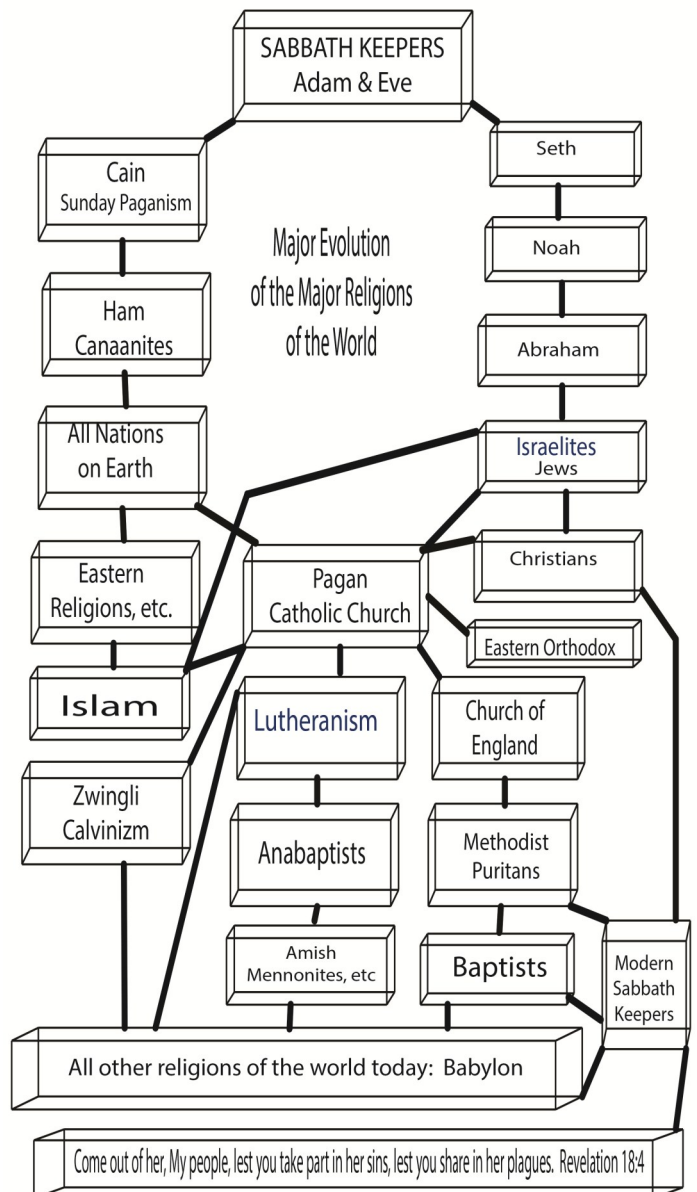 SABBATH KEEPERS
Adam & Eve
Cain
Sunday Paganism
Seth
Major Evolution
of the Major Religions
of the World
Noah
Ham
Canaanites
Abraham
All Nations
on Earth
Israelites
Jews
Eastern
Religions, etc.
Pagan
Catholic Church
Christians
Eastern Orthodox
Islam
Lutheranism
Church of
England
Zwingli
Calvinizm
Anabaptists
Methodist
Puritans
Amish
Mennonites, etc
Baptists
Modern
Sabbath
Keepers
All other religions of the world today: Babylon
Come out of her, My people, lest you take part in her sins, lest you share in her plagues. Revelation 18:4